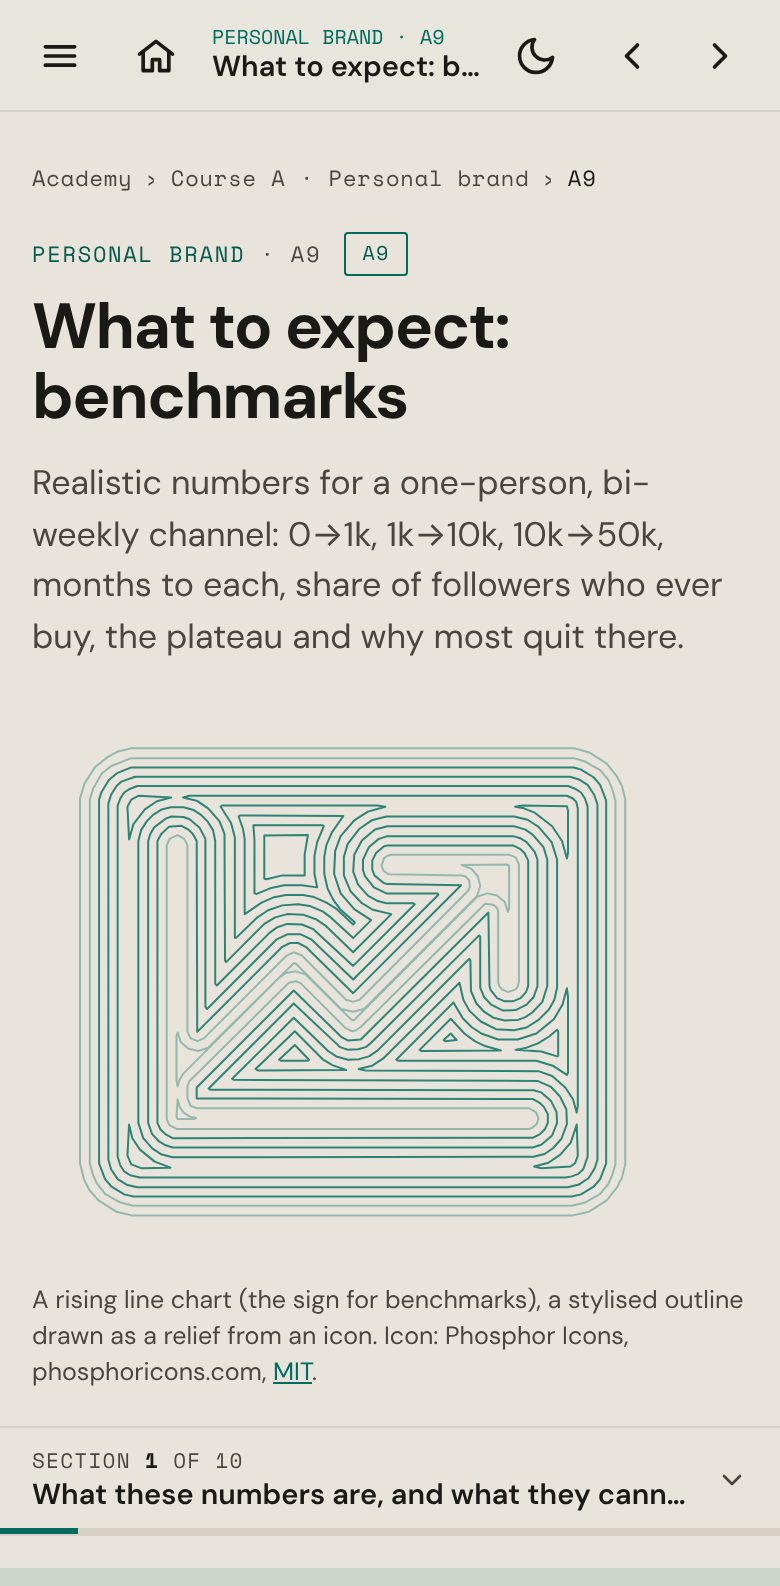 PERSONAL BRAND · A9
What to expect: b…
Academy › Course A · Personal brand › A9
PERSONAL BRAND · A9 A9
What to expect:
benchmarks
Realistic numbers for a one-person, bi-
weekly channel: 0→1k, 1k→10k, 10k→50k,
months to each, share of followers who ever
buy, the plateau and why most quit there.
A rising line chart (the sign for benchmarks), a stylised outline
drawn as a relief from an icon. Icon: Phosphor Icons,
phosphoricons.com, MIT.
SECTION 1 OF 10
What these numbers are, and what they cann…